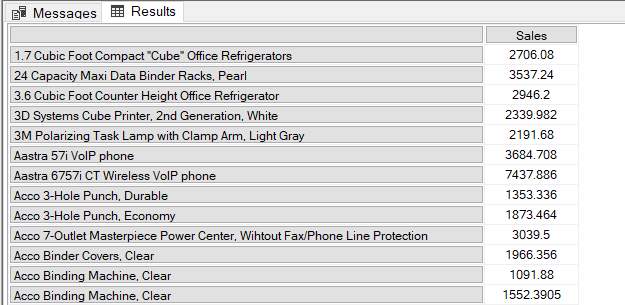 Messages Results
Sales
1.7 Cubic Foot Compact "Cube" Office Refrigerators 2706.08
24 Capacity Maxi Data Binder Racks, Pearl 3537.24
3.6 Cubic Foot Counter Height Office Refrigerator 2946.2
3D Systems Cube Printer, 2nd Generation, White 2339.982
3M Polarizing Task Lamp with Clamp Arm, Light Gray 2191.68
Aastra 57i VoIP phone 3684.708
Aastra 6757i CT Wireless VoIP phone 7437.886
Acco 3-Hole Punch, Durable 1353.336
Acco 3-Hole Punch, Economy 1873.464
Acco 7-Outlet Masterpiece Power Center, Wihtout Fax/Phone Line Protection 3039.5
Acco Binder Covers, Clear 1966.356
Acco Binding Machine, Clear 1091.88
Acco Binding Machine, Clear 1552.3905